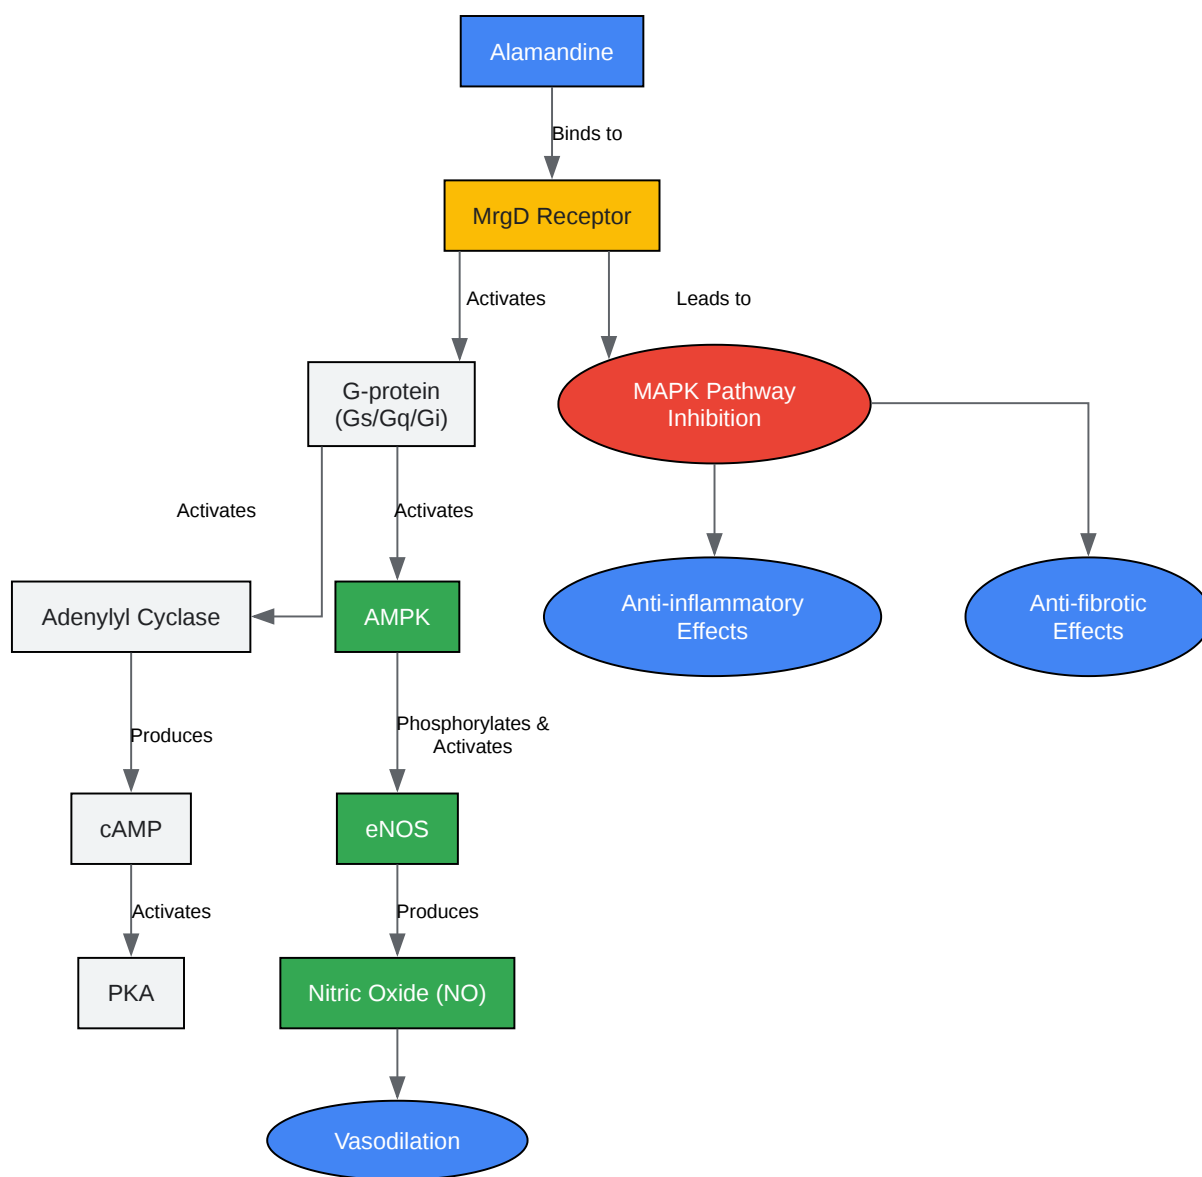 Alamandine
Binds to
MrgD Receptor
Activates
Leads to
G-protein
(Gs/Gq/Gi)
MAPK Pathway
Inhibition
Activates
Activates
Adenylyl Cyclase
AMPK
Anti-inflammatory
Effects
Anti-fibrotic
Effects
Produces
Phosphorylates &
Activates
cAMP
eNOS
Activates
Produces
PKA
Nitric Oxide (NO)
Vasodilation